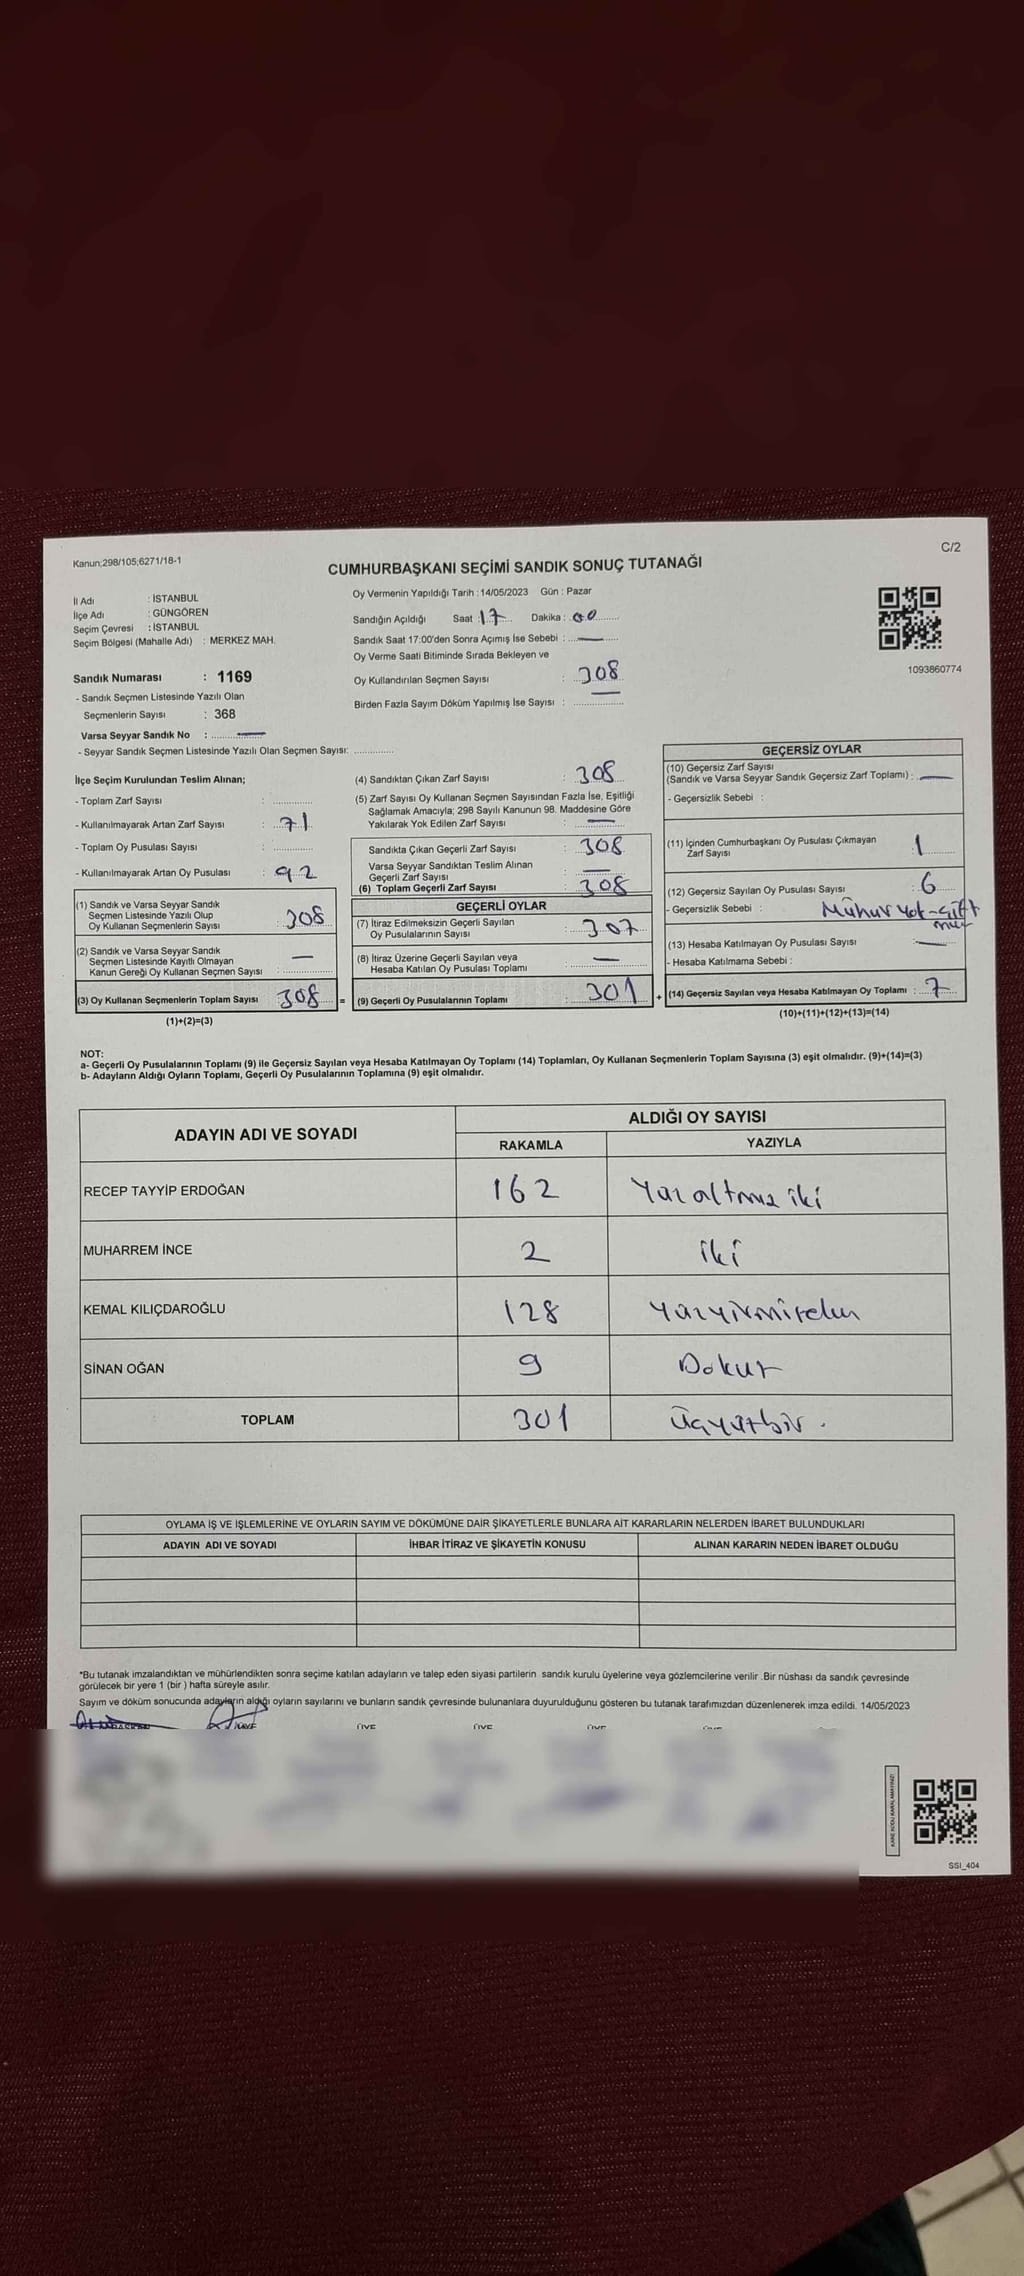 Kanun;298/105;6271/18-1
C/2
CUMHURBAŞKANI SEÇİMİ SANDIK SONUÇ TUTANAĞI
İl Adı : İSTANBUL
İlçe Adı : GÜNGÖREN
Seçim Çevresi : İSTANBUL
Seçim Bölgesi (Mahalle Adı) : MERKEZ MAH.
Oy Vermenin Yapıldığı Tarih : 14/05/2023 Gün : Pazar
Sandığın Açıldığı Saat : 17 Dakika : 00
Sandık Saat 17:00'den Sonra Açımış İse Sebebi : —
Oy Verme Saati Bitiminde Sırada Bekleyen ve
Oy Kullandırılan Seçmen Sayısı : 308
Birden Fazla Sayım Döküm Yapılmış İse Sayısı : —
1093860774
Sandık Numarası : 1169
- Sandık Seçmen Listesinde Yazılı Olan
Seçmenlerin Sayısı : 368
Varsa Seyyar Sandık No : —
- Seyyar Sandık Seçmen Listesinde Yazılı Olan Seçmen Sayısı:
İlçe Seçim Kurulundan Teslim Alınan;
- Toplam Zarf Sayısı :
- Kullanılmayarak Artan Zarf Sayısı : 71
- Toplam Oy Pusulası Sayısı :
- Kullanılmayarak Artan Oy Pusulası : 92
(1) Sandık ve Varsa Seyyar Sandık
Seçmen Listesinde Yazılı Olup
Oy Kullanan Seçmenlerin Sayısı : 308
(2) Sandık ve Varsa Seyyar Sandık
Seçmen Listesinde Kayıtlı Olmayan
Kanun Gereği Oy Kullanan Seçmen Sayısı : —
(3) Oy Kullanan Seçmenlerin Toplam Sayısı : 308 =
(1)+(2)=(3)
(4) Sandıktan Çıkan Zarf Sayısı : 308
(5) Zarf Sayısı Oy Kullanan Seçmen Sayısından Fazla İse, Eşitliği
Sağlamak Amacıyla; 298 Sayılı Kanunun 98. Maddesine Göre
Yakılarak Yok Edilen Zarf Sayısı : —
Sandıkta Çıkan Geçerli Zarf Sayısı : 308
Varsa Seyyar Sandıktan Teslim Alınan
Geçerli Zarf Sayısı : —
(6) Toplam Geçerli Zarf Sayısı : 308
GEÇERLİ OYLAR
(7) İtiraz Edilmeksizin Geçerli Sayılan
Oy Pusulalarının Sayısı : 307
(8) İtiraz Üzerine Geçerli Sayılan veya
Hesaba Katılan Oy Pusulası Toplamı : —
(9) Geçerli Oy Pusulalarının Toplamı : 301 +
GEÇERSİZ OYLAR
(10) Geçersiz Zarf Sayısı
(Sandık ve Varsa Seyyar Sandık Geçersiz Zarf Toplamı) : —
- Geçersizlik Sebebi :
(11) İçinden Cumhurbaşkanı Oy Pusulası Çıkmayan
Zarf Sayısı : 1
(12) Geçersiz Sayılan Oy Pusulası Sayısı : 6
- Geçersizlik Sebebi : Mühür Yok-Çift
(13) Hesaba Katılmayan Oy Pusulası Sayısı : —
- Hesaba Katılmama Sebebi :
(14) Geçersiz Sayılan veya Hesaba Katılmayan Oy Toplamı : 7
(10)+(11)+(12)+(13)=(14)
NOT:
a- Geçerli Oy Pusulalarının Toplamı (9) ile Geçersiz Sayılan veya Hesaba Katılmayan Oy Toplamı (14) Toplamları, Oy Kullanan Seçmenlerin Toplam Sayısına (3) eşit olmalıdır. (9)+(14)=(3)
b- Adayların Aldığı Oyların Toplamı, Geçerli Oy Pusulalarının Toplamına (9) eşit olmalıdır.
ADAYIN ADI VE SOYADI ALDIĞI OY SAYISI
RAKAMLA YAZIYLA
RECEP TAYYİP ERDOĞAN 162 Yüz altmış iki
MUHARREM İNCE 2 iki
KEMAL KILIÇDAROĞLU 128 Yüzyirmisekiz
SİNAN OĞAN 9 Dokuz
TOPLAM 301 Üçyüzbir.
OYLAMA İŞ VE İŞLEMLERİNE VE OYLARIN SAYIM VE DÖKÜMÜNE DAİR ŞİKAYETLERLE BUNLARA AİT KARARLARIN NELERDEN İBARET BULUNDUKLARI
ADAYIN ADI VE SOYADI İHBAR İTİRAZ VE ŞİKAYETİN KONUSU ALINAN KARARIN NEDEN İBARET OLDUĞU
*Bu tutanak imzalandıktan ve mühürlendikten sonra seçime katılan adayların ve talep eden siyasi partilerin sandık kurulu üyelerine veya gözlemcilerine verilir .Bir nüshası da sandık çevresinde
görülecek bir yere 1 (bir ) hafta süreyle asılır.
Sayım ve döküm sonucunda adayların aldığı oyların sayılarını ve bunların sandık çevresinde bulunanlara duyurulduğunu gösteren bu tutanak tarafımızdan düzenlenerek imza edildi. 14/05/2023
BAŞKAN ÜYE ÜYE ÜYE ÜYE
SSI_404